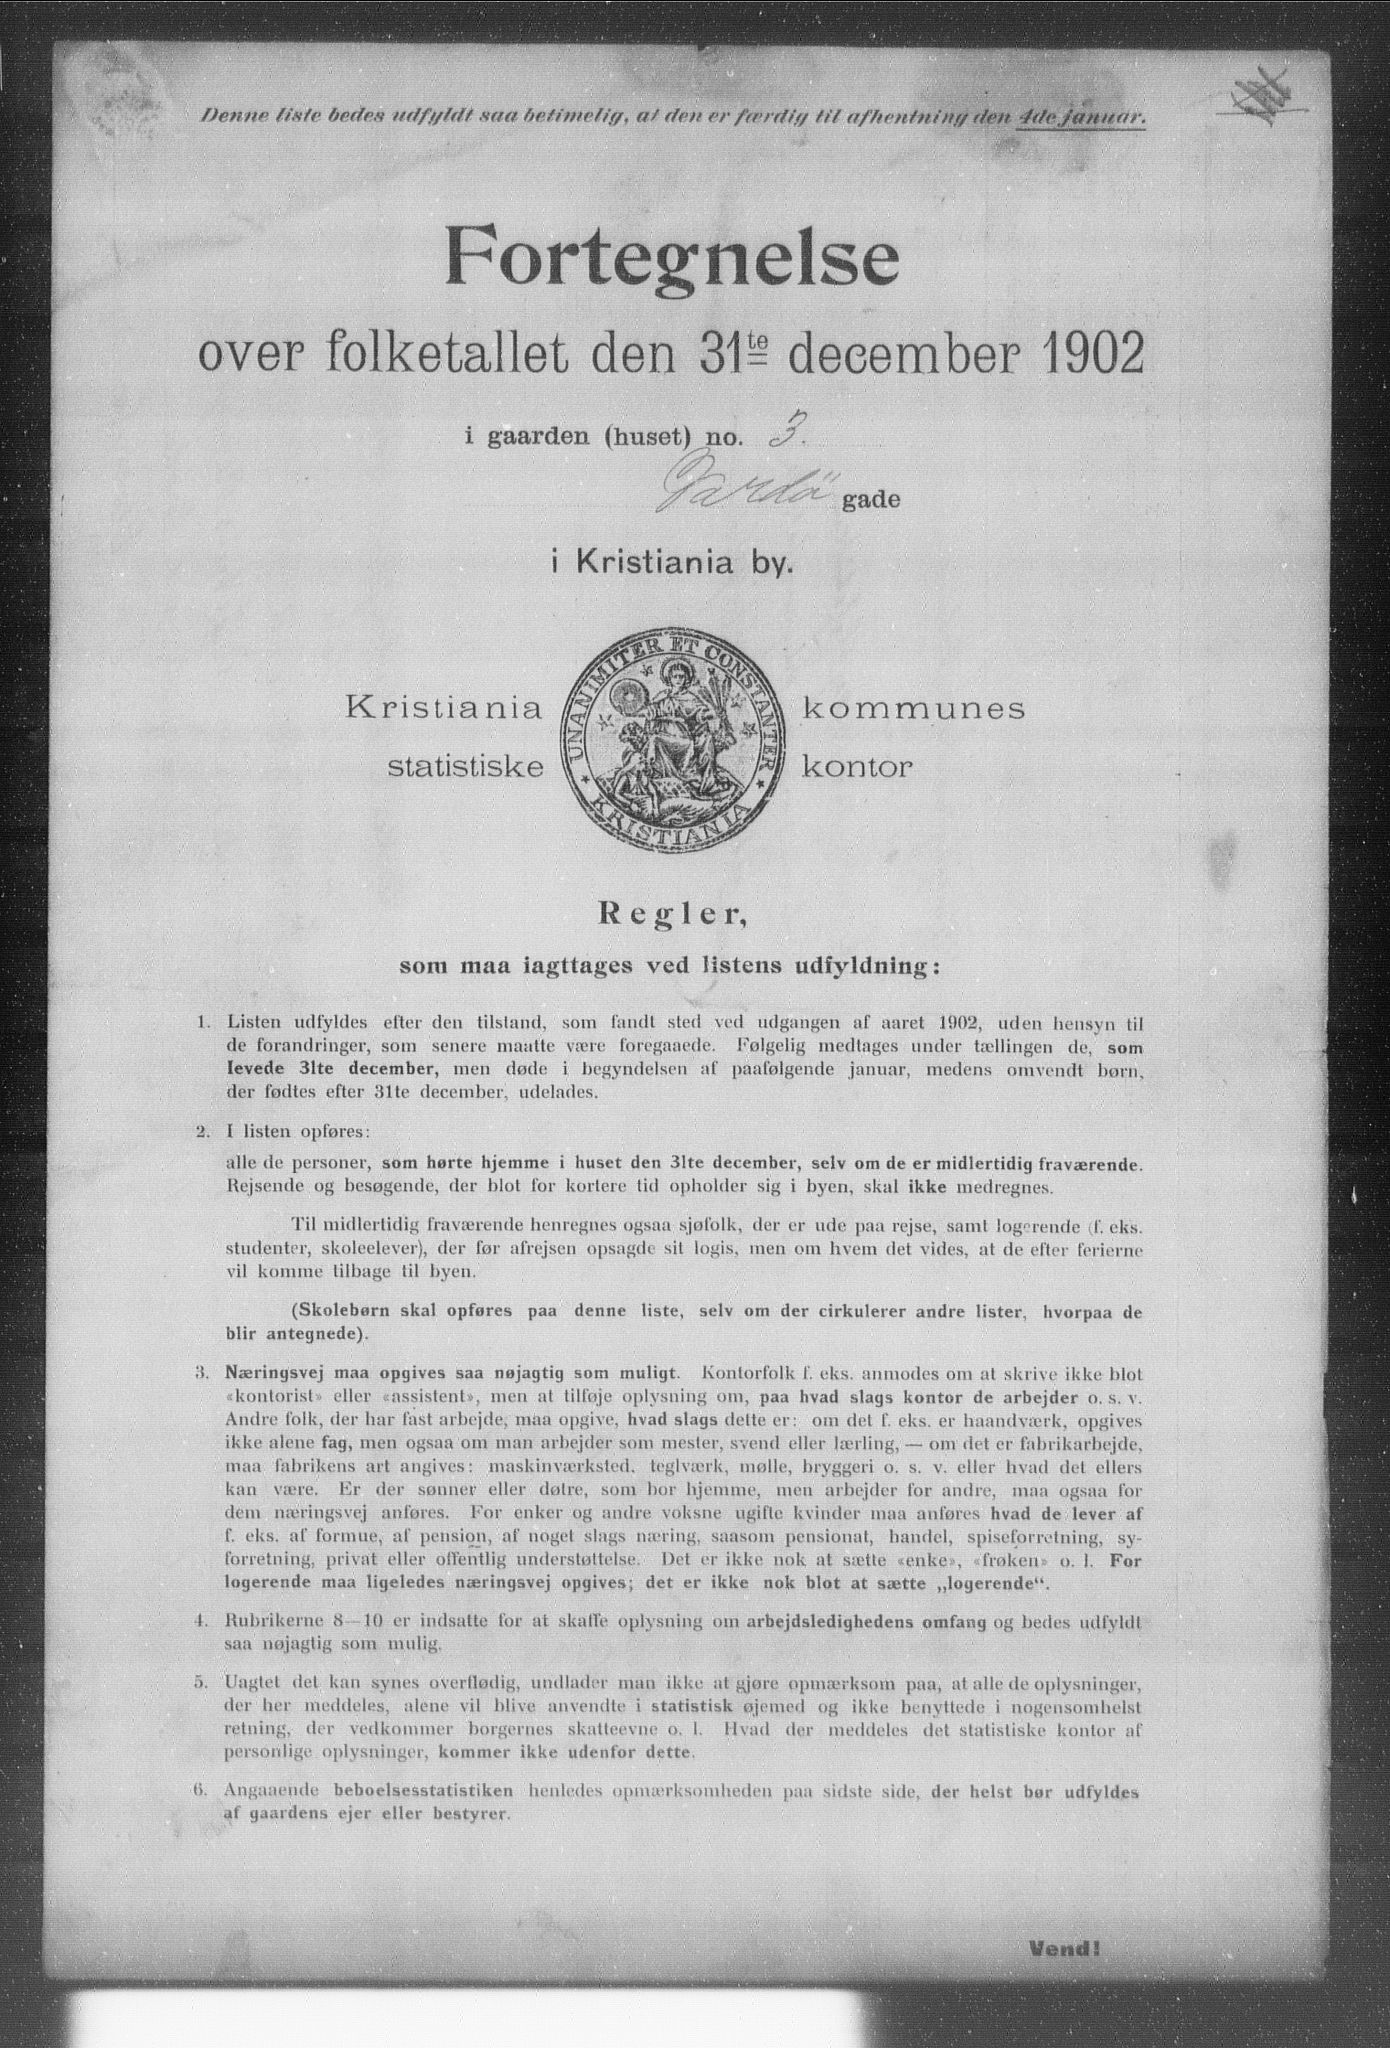 Denne liste bedes udfyldt saa betimelig, at den er færdig til afhentning den 4de januar.
Fortegnelse
over folketallet den 31te december 1902
i gaarden (huset) no. 3.
Vardö gade
i Kristiania by.
UNANIMITER ET CONSTANTER
Kristiania kommunes
statistiske kontor
* KRISTIANIA *
Regler,
som maa iagttages ved listens udfyldning:
1. Listen udfyldes efter den tilstand, som fandt sted ved udgangen af aaret 1902, uden hensyn til
de forandringer, som senere maatte være foregaaede. Følgelig medtages under tællingen de, som
levede 31te december, men døde i begyndelsen af paafølgende januar, medens omvendt børn,
der fødtes efter 31te december, udelades.
2. I listen opføres:
alle de personer, som hørte hjemme i huset den 31te december, selv om de er midlertidig fraværende.
Rejsende og besøgende, der blot for kortere tid opholder sig i byen, skal ikke medregnes.
Til midlertidig fraværende henregnes ogsaa sjøfolk, der er ude paa rejse, samt logerende (f. eks.
studenter, skoleelever), der før afrejsen opsagde sit logis, men om hvem det vides, at de efter ferierne
vil komme tilbage til byen.
(Skolebørn skal opføres paa denne liste, selv om der cirkulerer andre lister, hvorpaa de
blir antegnede).
3. Næringsvej maa opgives saa nøjagtig som muligt. Kontorfolk f. eks. anmodes om at skrive ikke blot
«kontorist» eller «assistent», men at tilføje oplysning om, paa hvad slags kontor de arbejder o. s. v.
Andre folk, der har fast arbejde, maa opgive, hvad slags dette er: om det f. eks. er haandværk, opgives
ikke alene fag, men ogsaa om man arbejder som mester, svend eller lærling, — om det er fabrikarbejde,
maa fabrikens art angives: maskinværksted, teglværk, mølle, bryggeri o. s. v. eller hvad det ellers
kan være. Er der sønner eller døtre, som bor hjemme, men arbejder for andre, maa ogsaa for
dem næringsvej anføres. For enker og andre voksne ugifte kvinder maa anføres hvad de lever af
f. eks. af formue, af pension, af noget slags næring, saasom pensionat, handel, spiseforretning, sy-
forretning, privat eller offentlig understøttelse. Det er ikke nok at sætte «enke», «frøken» o. l. For
logerende maa ligeledes næringsvej opgives; det er ikke nok blot at sætte „logerende“.
4. Rubrikerne 8—10 er indsatte for at skaffe oplysning om arbejdsledighedens omfang og bedes udfyldt
saa nøjagtig som mulig.
5. Uagtet det kan synes overflødig, undlader man ikke at gjøre opmærksom paa, at alle de oplysninger,
der her meddeles, alene vil blive anvendte i statistisk øjemed og ikke benyttede i nogensomhelst
retning, der vedkommer borgernes skatteevne o. l. Hvad der meddeles det statistiske kontor af
personlige oplysninger, kommer ikke udenfor dette.
6. Angaaende beboelsesstatistiken henledes opmærksomheden paa sidste side, der helst bør udfyldes
af gaardens ejer eller bestyrer.
Vend!